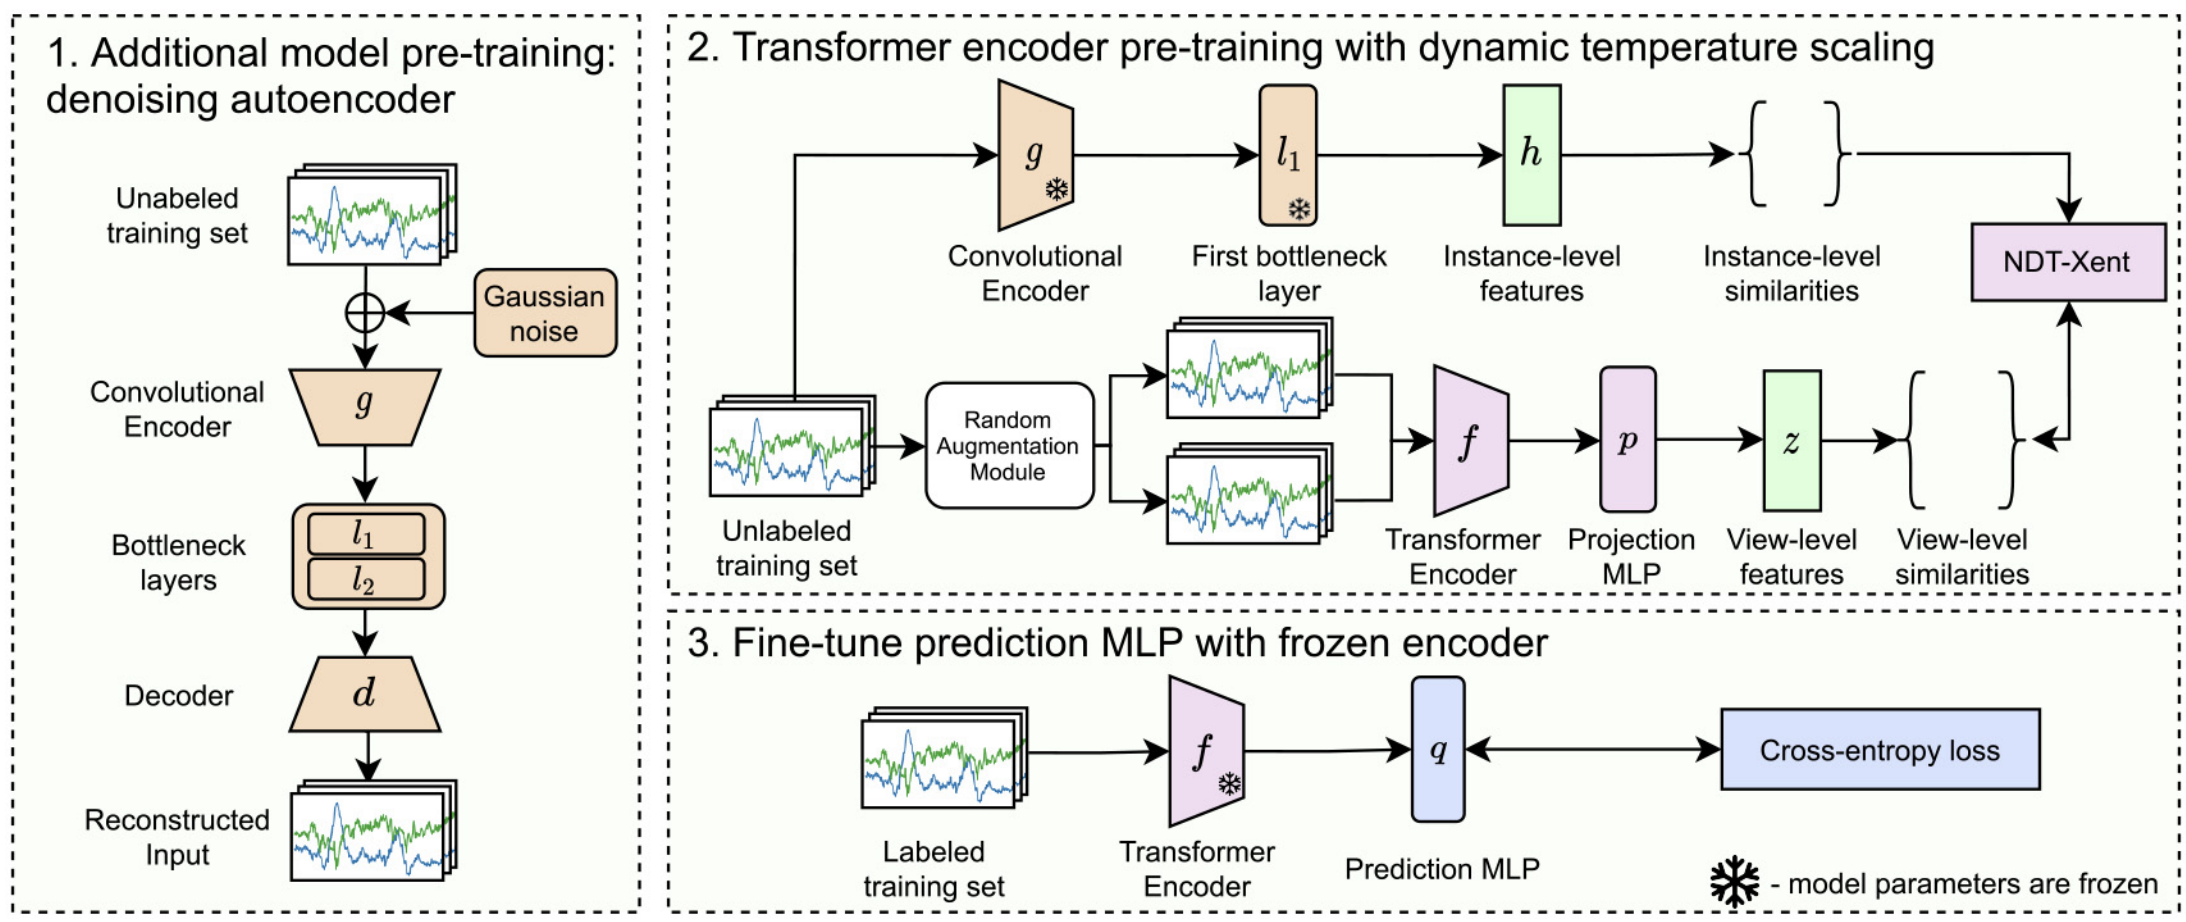 1. Additional model pre-training:
denoising autoencoder
Unabeled
training set
Gaussian
noise
Convolutional
Encoder
g
Bottleneck
layers
l1
l2
Decoder
d
Reconstructed
Input
2. Transformer encoder pre-training with dynamic temperature scaling
g
l1
h
Convolutional
Encoder
First bottleneck
layer
Instance-level
features
Instance-level
similarities
NDT-Xent
Unlabeled
training set
Random
Augmentation
Module
f
p
z
Transformer
Encoder
Projection
MLP
View-level
features
View-level
similarities
3. Fine-tune prediction MLP with frozen encoder
Labeled
training set
f
Transformer
Encoder
q
Prediction MLP
Cross-entropy loss
- model parameters are frozen